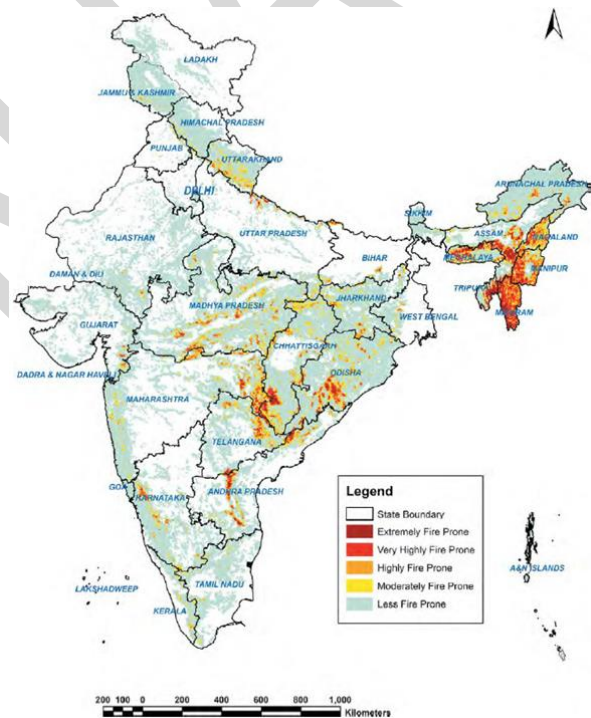 LADAKH
JAMMU & KASHMIR
HIMACHAL PRADESH
PUNJAB
UTTARAKHAND
DELHI
ARUNACHAL PRADESH
SIKKIM
RAJASTHAN
UTTAR PRADESH
ASSAM
NAGALAND
BIHAR
MEGHALAYA
MANIPUR
DAMAN & DIU
MADHYA PRADESH
JHARKHAND
TRIPURA
MIZORAM
GUJARAT
WEST BENGAL
CHHATTISGARH
DADRA & NAGAR HAVELI
ODISHA
MAHARASHTRA
TELANGANA
GOA
KARNATAKA
ANDHRA PRADESH
Legend
State Boundary
Extremely Fire Prone
Very Highly Fire Prone
Highly Fire Prone
Moderately Fire Prone
Less Fire Prone
A&N ISLANDS
LAKSHADWEEP
TAMIL NADU
KERALA
200 100 0 200 400 600 800 1,000
Kilometers